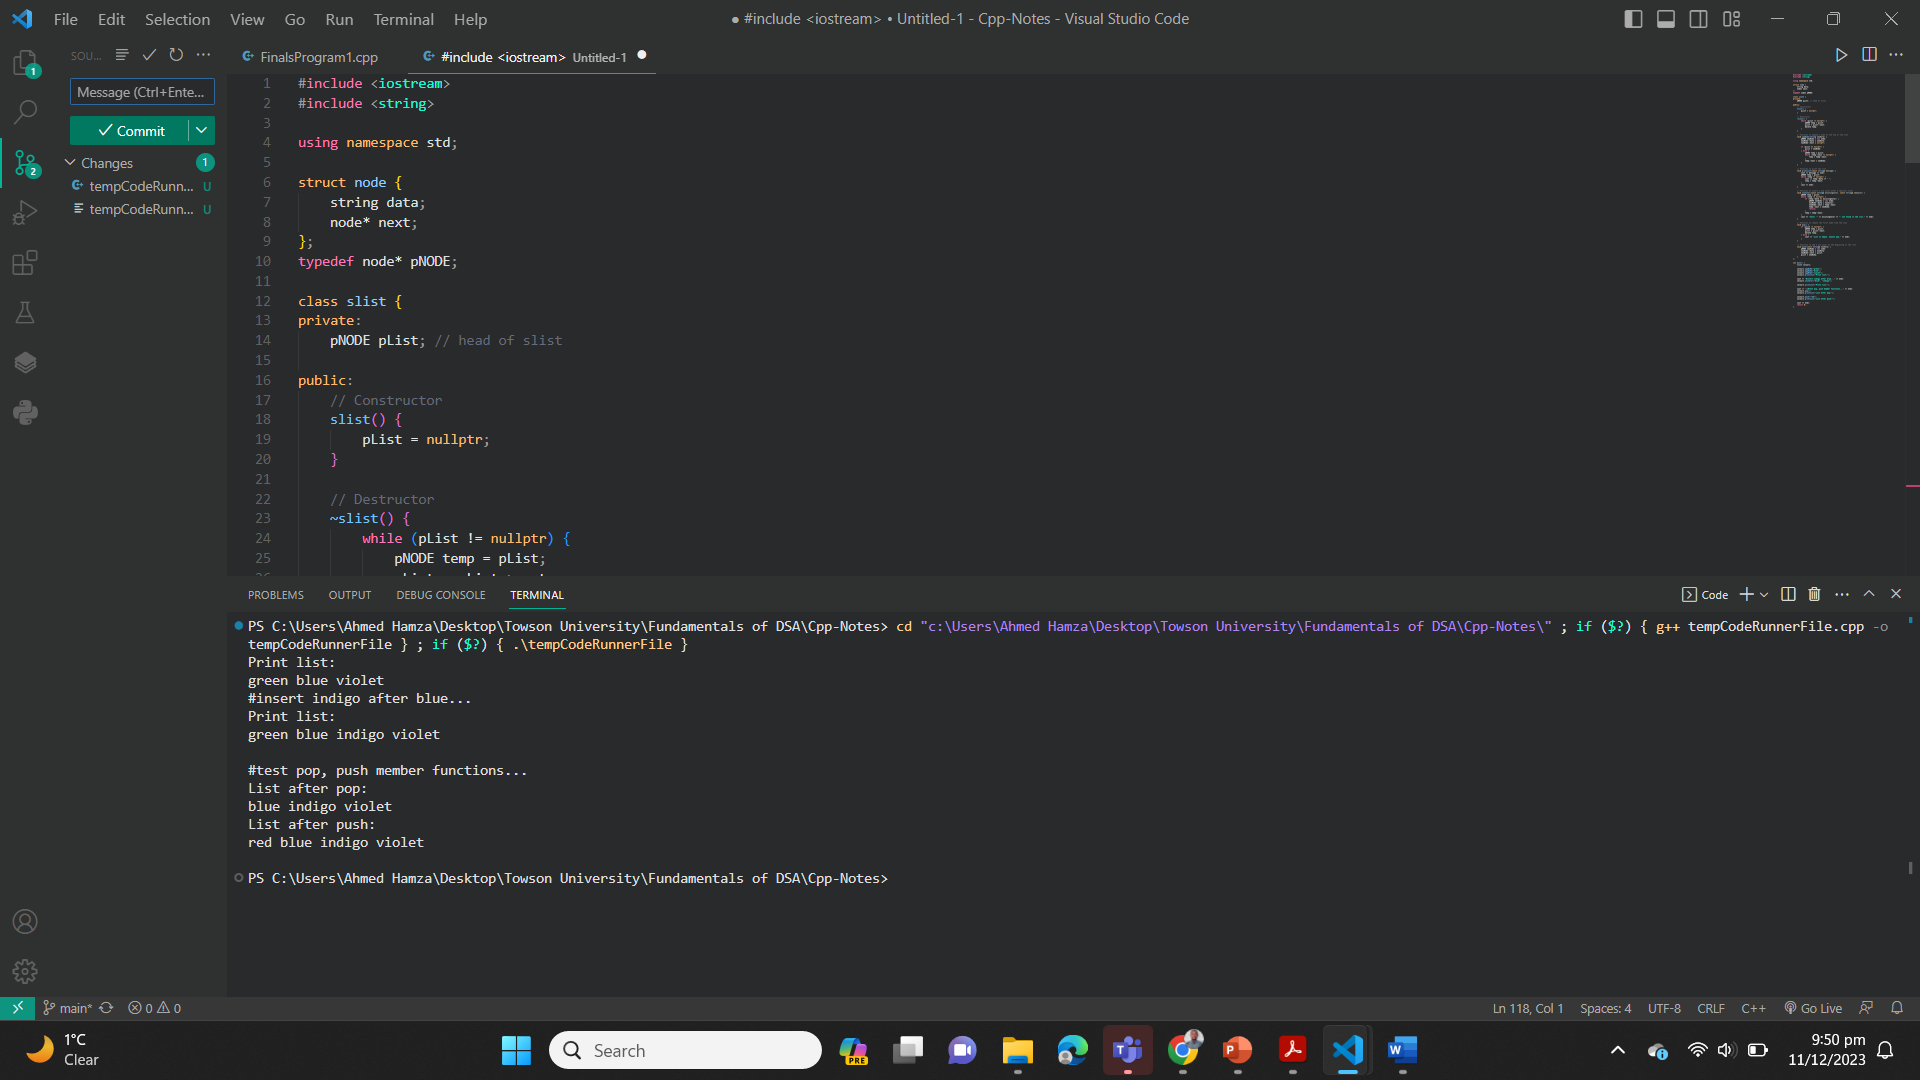 File Edit Selection View Go Run Terminal Help
● #include <iostream> • Untitled-1 - Cpp-Notes - Visual Studio Code
SOU...
Message (Ctrl+Ente...
Commit
Changes 1
tempCodeRunn... U
tempCodeRunn... U
1
2
FinalsProgram1.cpp
#include <iostream> Untitled-1
1 #include <iostream>
2 #include <string>
3
4 using namespace std;
5
6 struct node {
7 string data;
8 node* next;
9 };
10 typedef node* pNODE;
11
12 class slist {
13 private:
14 pNODE pList; // head of slist
15
16 public:
17 // Constructor
18 slist() {
19 pList = nullptr;
20 }
21
22 // Destructor
23 ~slist() {
24 while (pList != nullptr) {
25 pNODE temp = pList;
PROBLEMS OUTPUT DEBUG CONSOLE TERMINAL
Code
PS C:\Users\Ahmed Hamza\Desktop\Towson University\Fundamentals of DSA\Cpp-Notes> cd "c:\Users\Ahmed Hamza\Desktop\Towson University\Fundamentals of DSA\Cpp-Notes\" ; if ($?) { g++ tempCodeRunnerFile.cpp -o
tempCodeRunnerFile } ; if ($?) { .\tempCodeRunnerFile }
Print list:
green blue violet
#insert indigo after blue...
Print list:
green blue indigo violet
#test pop, push member functions...
List after pop:
blue indigo violet
List after push:
red blue indigo violet
PS C:\Users\Ahmed Hamza\Desktop\Towson University\Fundamentals of DSA\Cpp-Notes>
main* 0 0
Ln 118, Col 1 Spaces: 4 UTF-8 CRLF C++ Go Live
1°C
Clear
Search
PRE
9:50 pm
11/12/2023